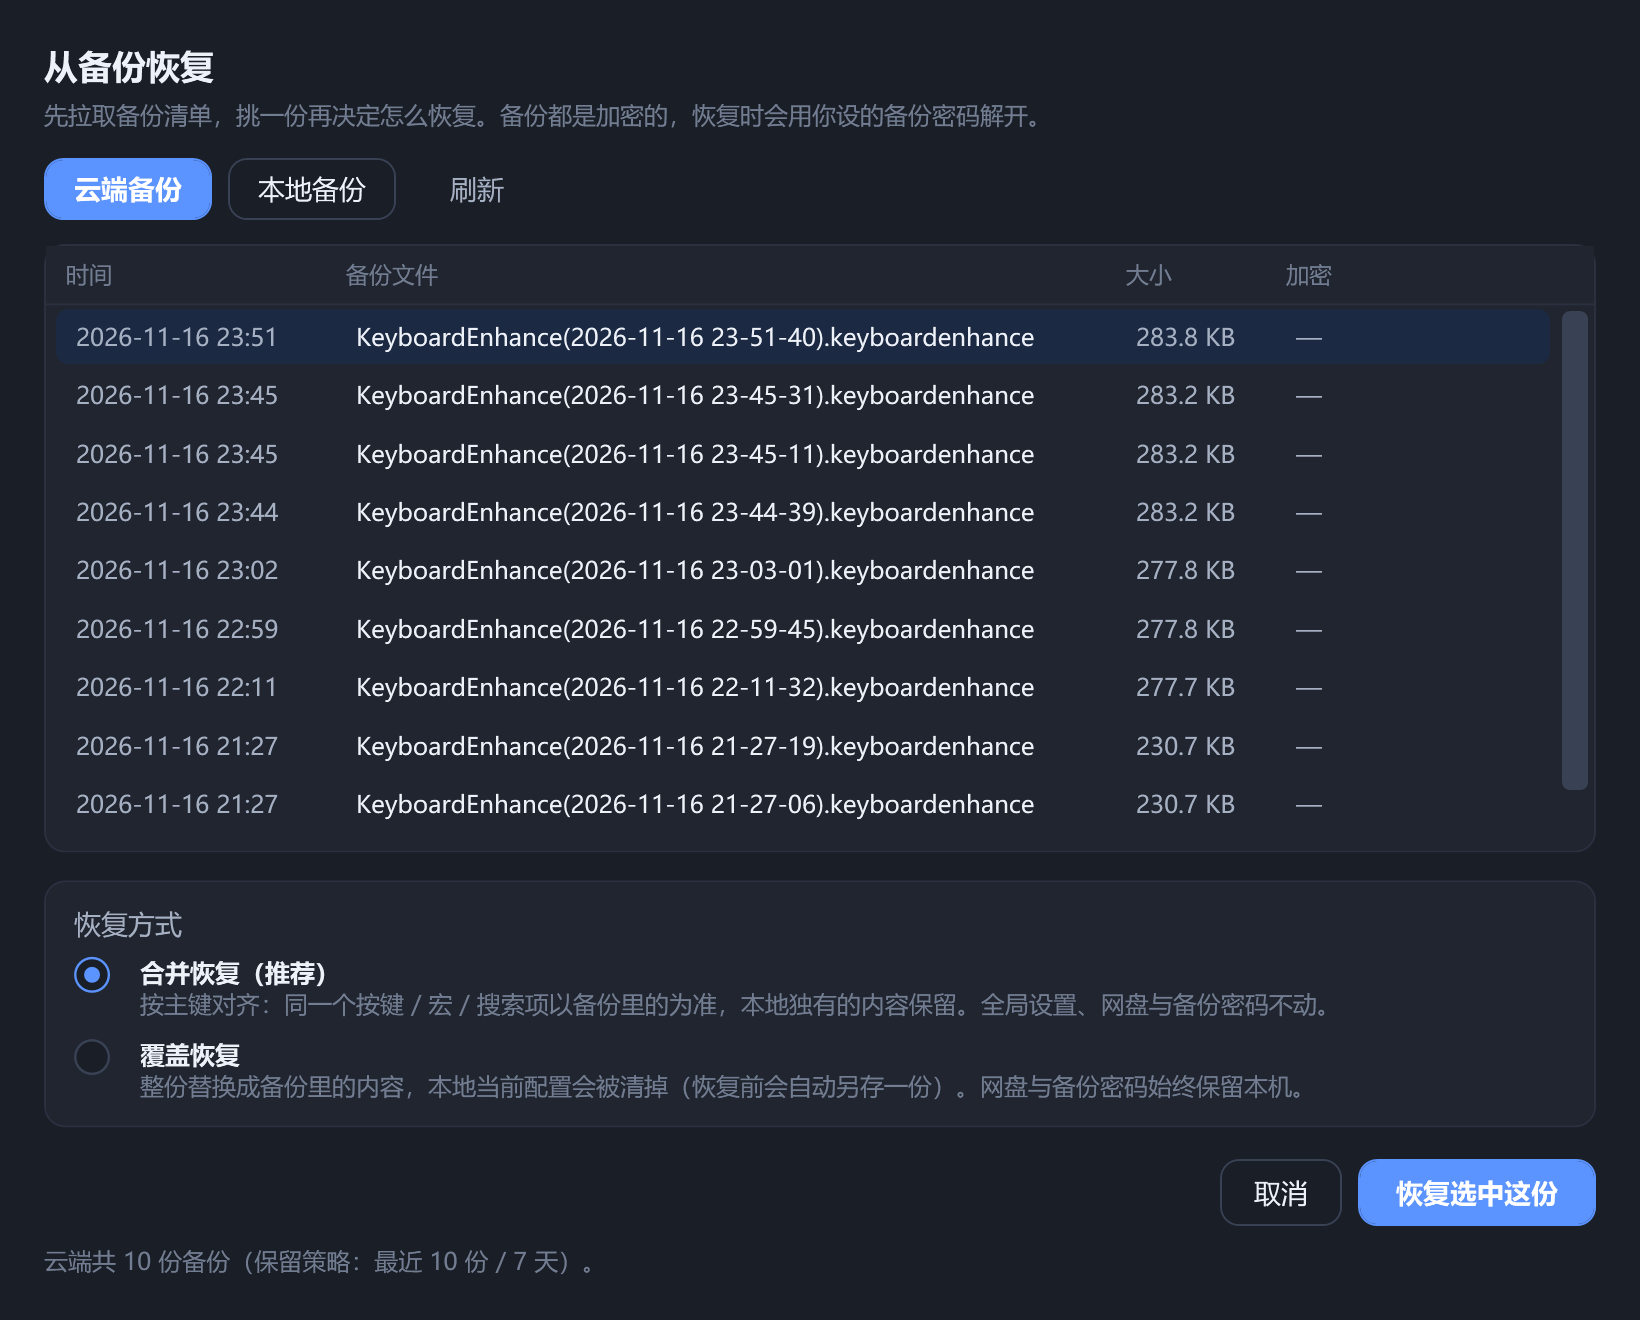 从备份恢复
先拉取备份清单，挑一份再决定怎么恢复。备份都是加密的，恢复时会用你设的备份密码解开。
云端备份 本地备份 刷新
时间 备份文件 大小 加密
2026-11-16 23:51 KeyboardEnhance(2026-11-16 23-51-40).keyboardenhance 283.8 KB —
2026-11-16 23:45 KeyboardEnhance(2026-11-16 23-45-31).keyboardenhance 283.2 KB —
2026-11-16 23:45 KeyboardEnhance(2026-11-16 23-45-11).keyboardenhance 283.2 KB —
2026-11-16 23:44 KeyboardEnhance(2026-11-16 23-44-39).keyboardenhance 283.2 KB —
2026-11-16 23:02 KeyboardEnhance(2026-11-16 23-03-01).keyboardenhance 277.8 KB —
2026-11-16 22:59 KeyboardEnhance(2026-11-16 22-59-45).keyboardenhance 277.8 KB —
2026-11-16 22:11 KeyboardEnhance(2026-11-16 22-11-32).keyboardenhance 277.7 KB —
2026-11-16 21:27 KeyboardEnhance(2026-11-16 21-27-19).keyboardenhance 230.7 KB —
2026-11-16 21:27 KeyboardEnhance(2026-11-16 21-27-06).keyboardenhance 230.7 KB —
恢复方式
合并恢复（推荐）
按主键对齐：同一个按键 / 宏 / 搜索项以备份里的为准，本地独有的内容保留。全局设置、网盘与备份密码不动。
覆盖恢复
整份替换成备份里的内容，本地当前配置会被清掉（恢复前会自动另存一份）。网盘与备份密码始终保留本机。
取消 恢复选中这份
云端共 10 份备份（保留策略：最近 10 份 / 7 天）。